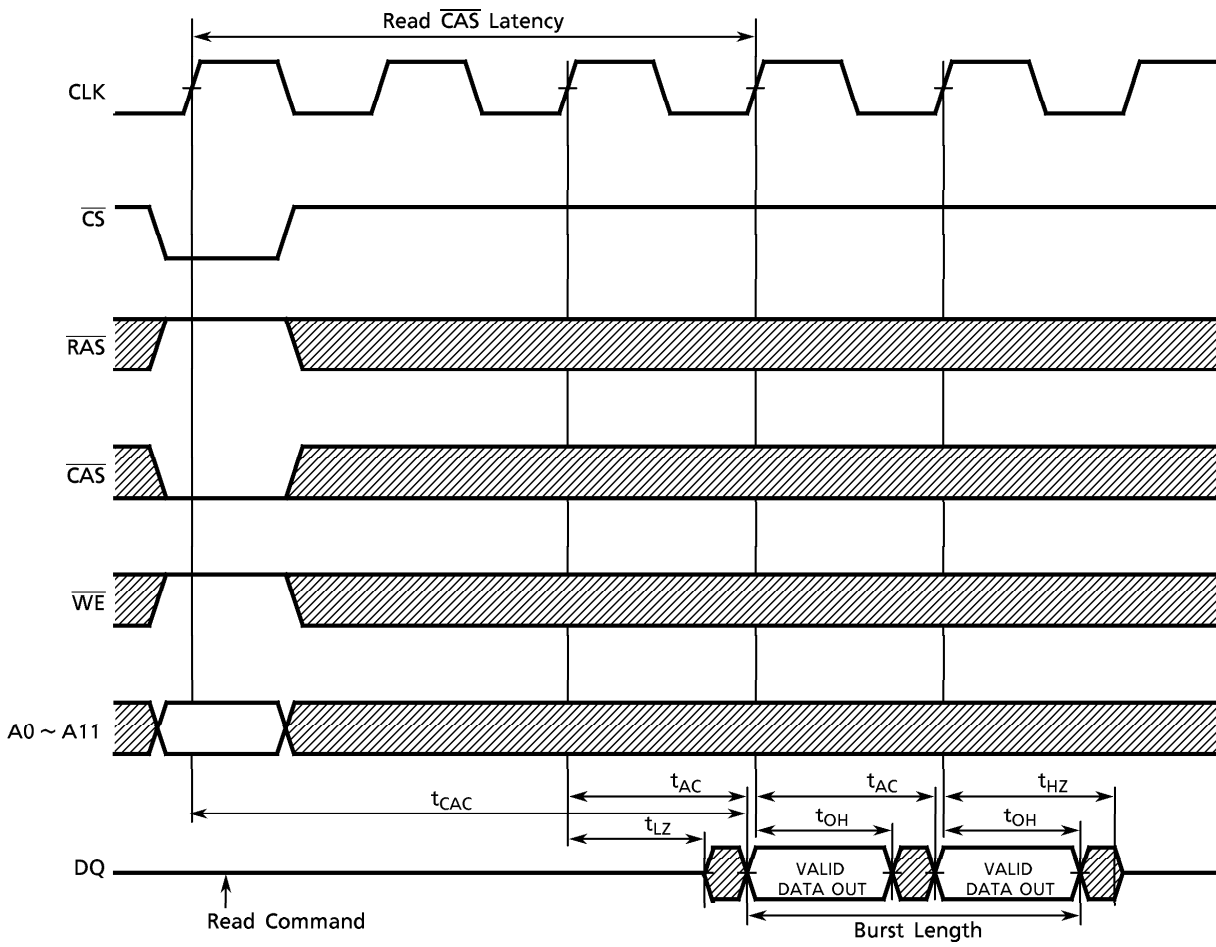 Read CAS Latency
CLK
CS
RAS
CAS
WE
A0 ~ A11
tCAC
tAC
tAC
tHZ
tLZ
tOH
tOH
DQ
VALID
DATA OUT
VALID
DATA OUT
Read Command
Burst Length